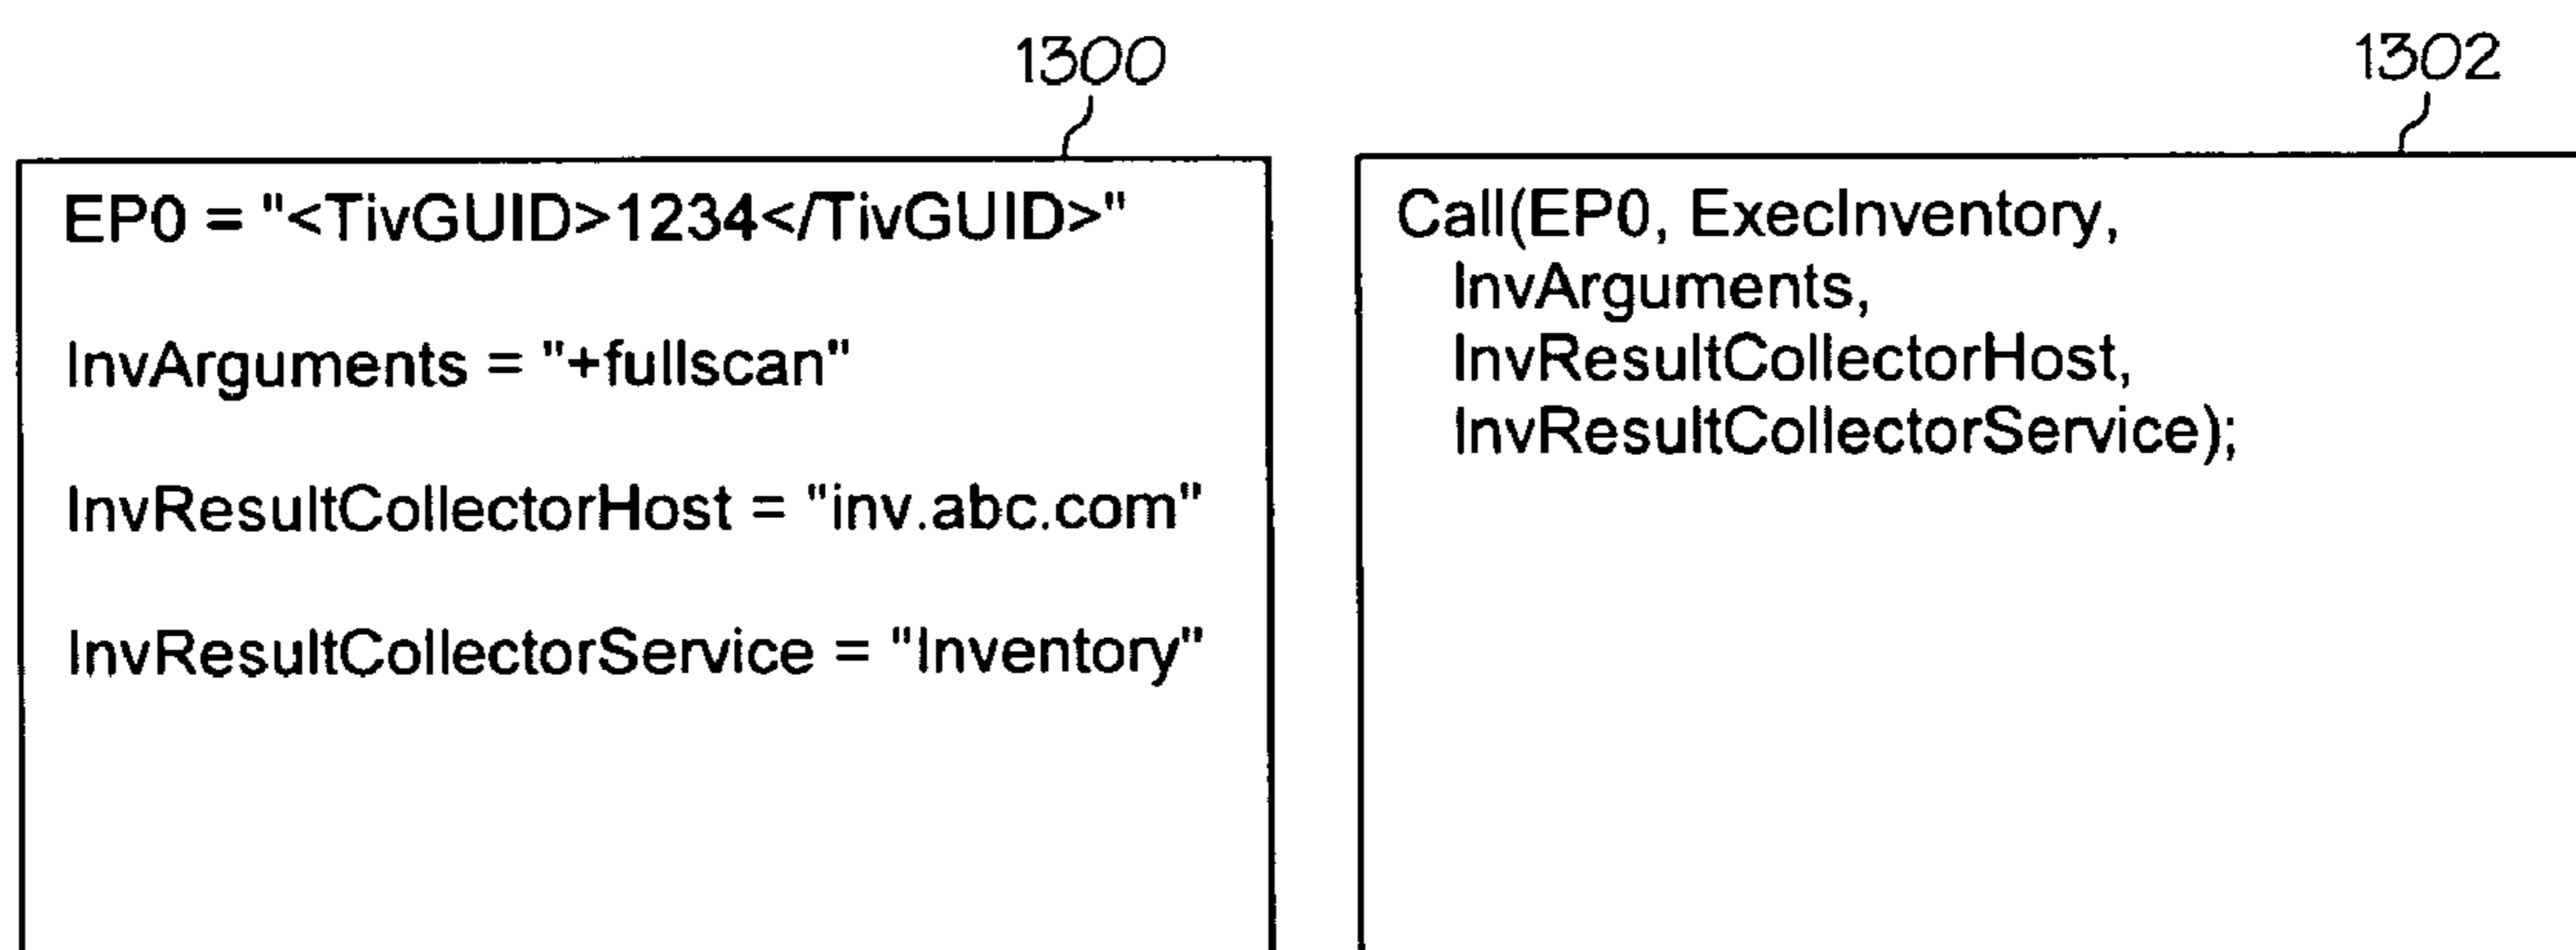 1300
EP0 = "<TivGUID>1234</TivGUID>"
InvArguments = "+fullscan"
InvResultCollectorHost = "inv.abc.com"
InvResultCollectorService = "Inventory"
1302
Call(EP0, ExecInventory,
InvArguments,
InvResultCollectorHost,
InvResultCollectorService);